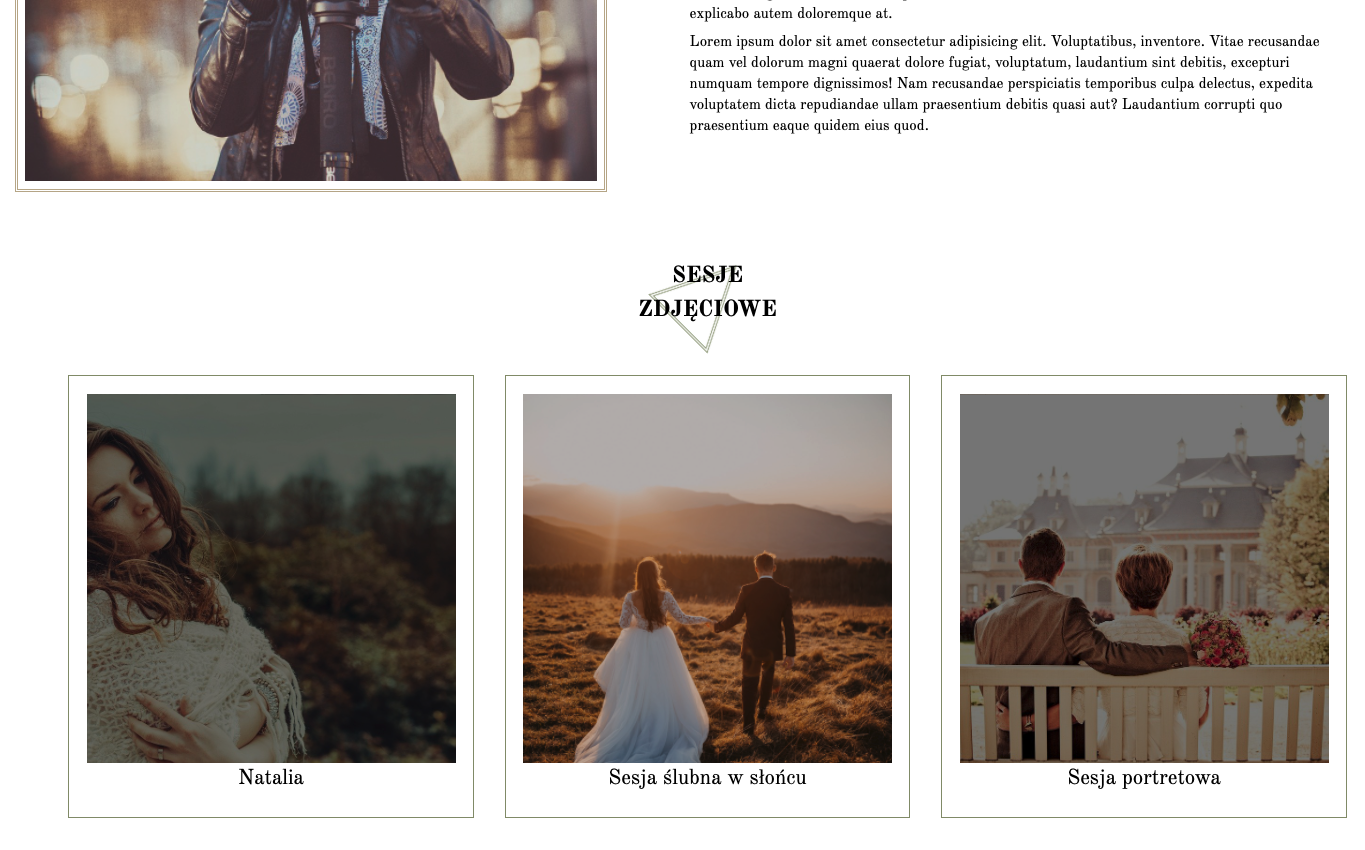 explicabo autem doloremque at.
Lorem ipsum dolor sit amet consectetur adipisicing elit. Voluptatibus, inventore. Vitae recusandae
quam vel dolorum magni quaerat dolore fugiat, voluptatum, laudantium sint debitis, excepturi
numquam tempore dignissimos! Nam recusandae perspiciatis temporibus culpa delectus, expedita
voluptatem dicta repudiandae ullam praesentium debitis quasi aut? Laudantium corrupti quo
praesentium eaque quidem eius quod.
BENRO
SESJE
ZDJĘCIOWE
Natalia
Sesja ślubna w słońcu
Sesja portretowa